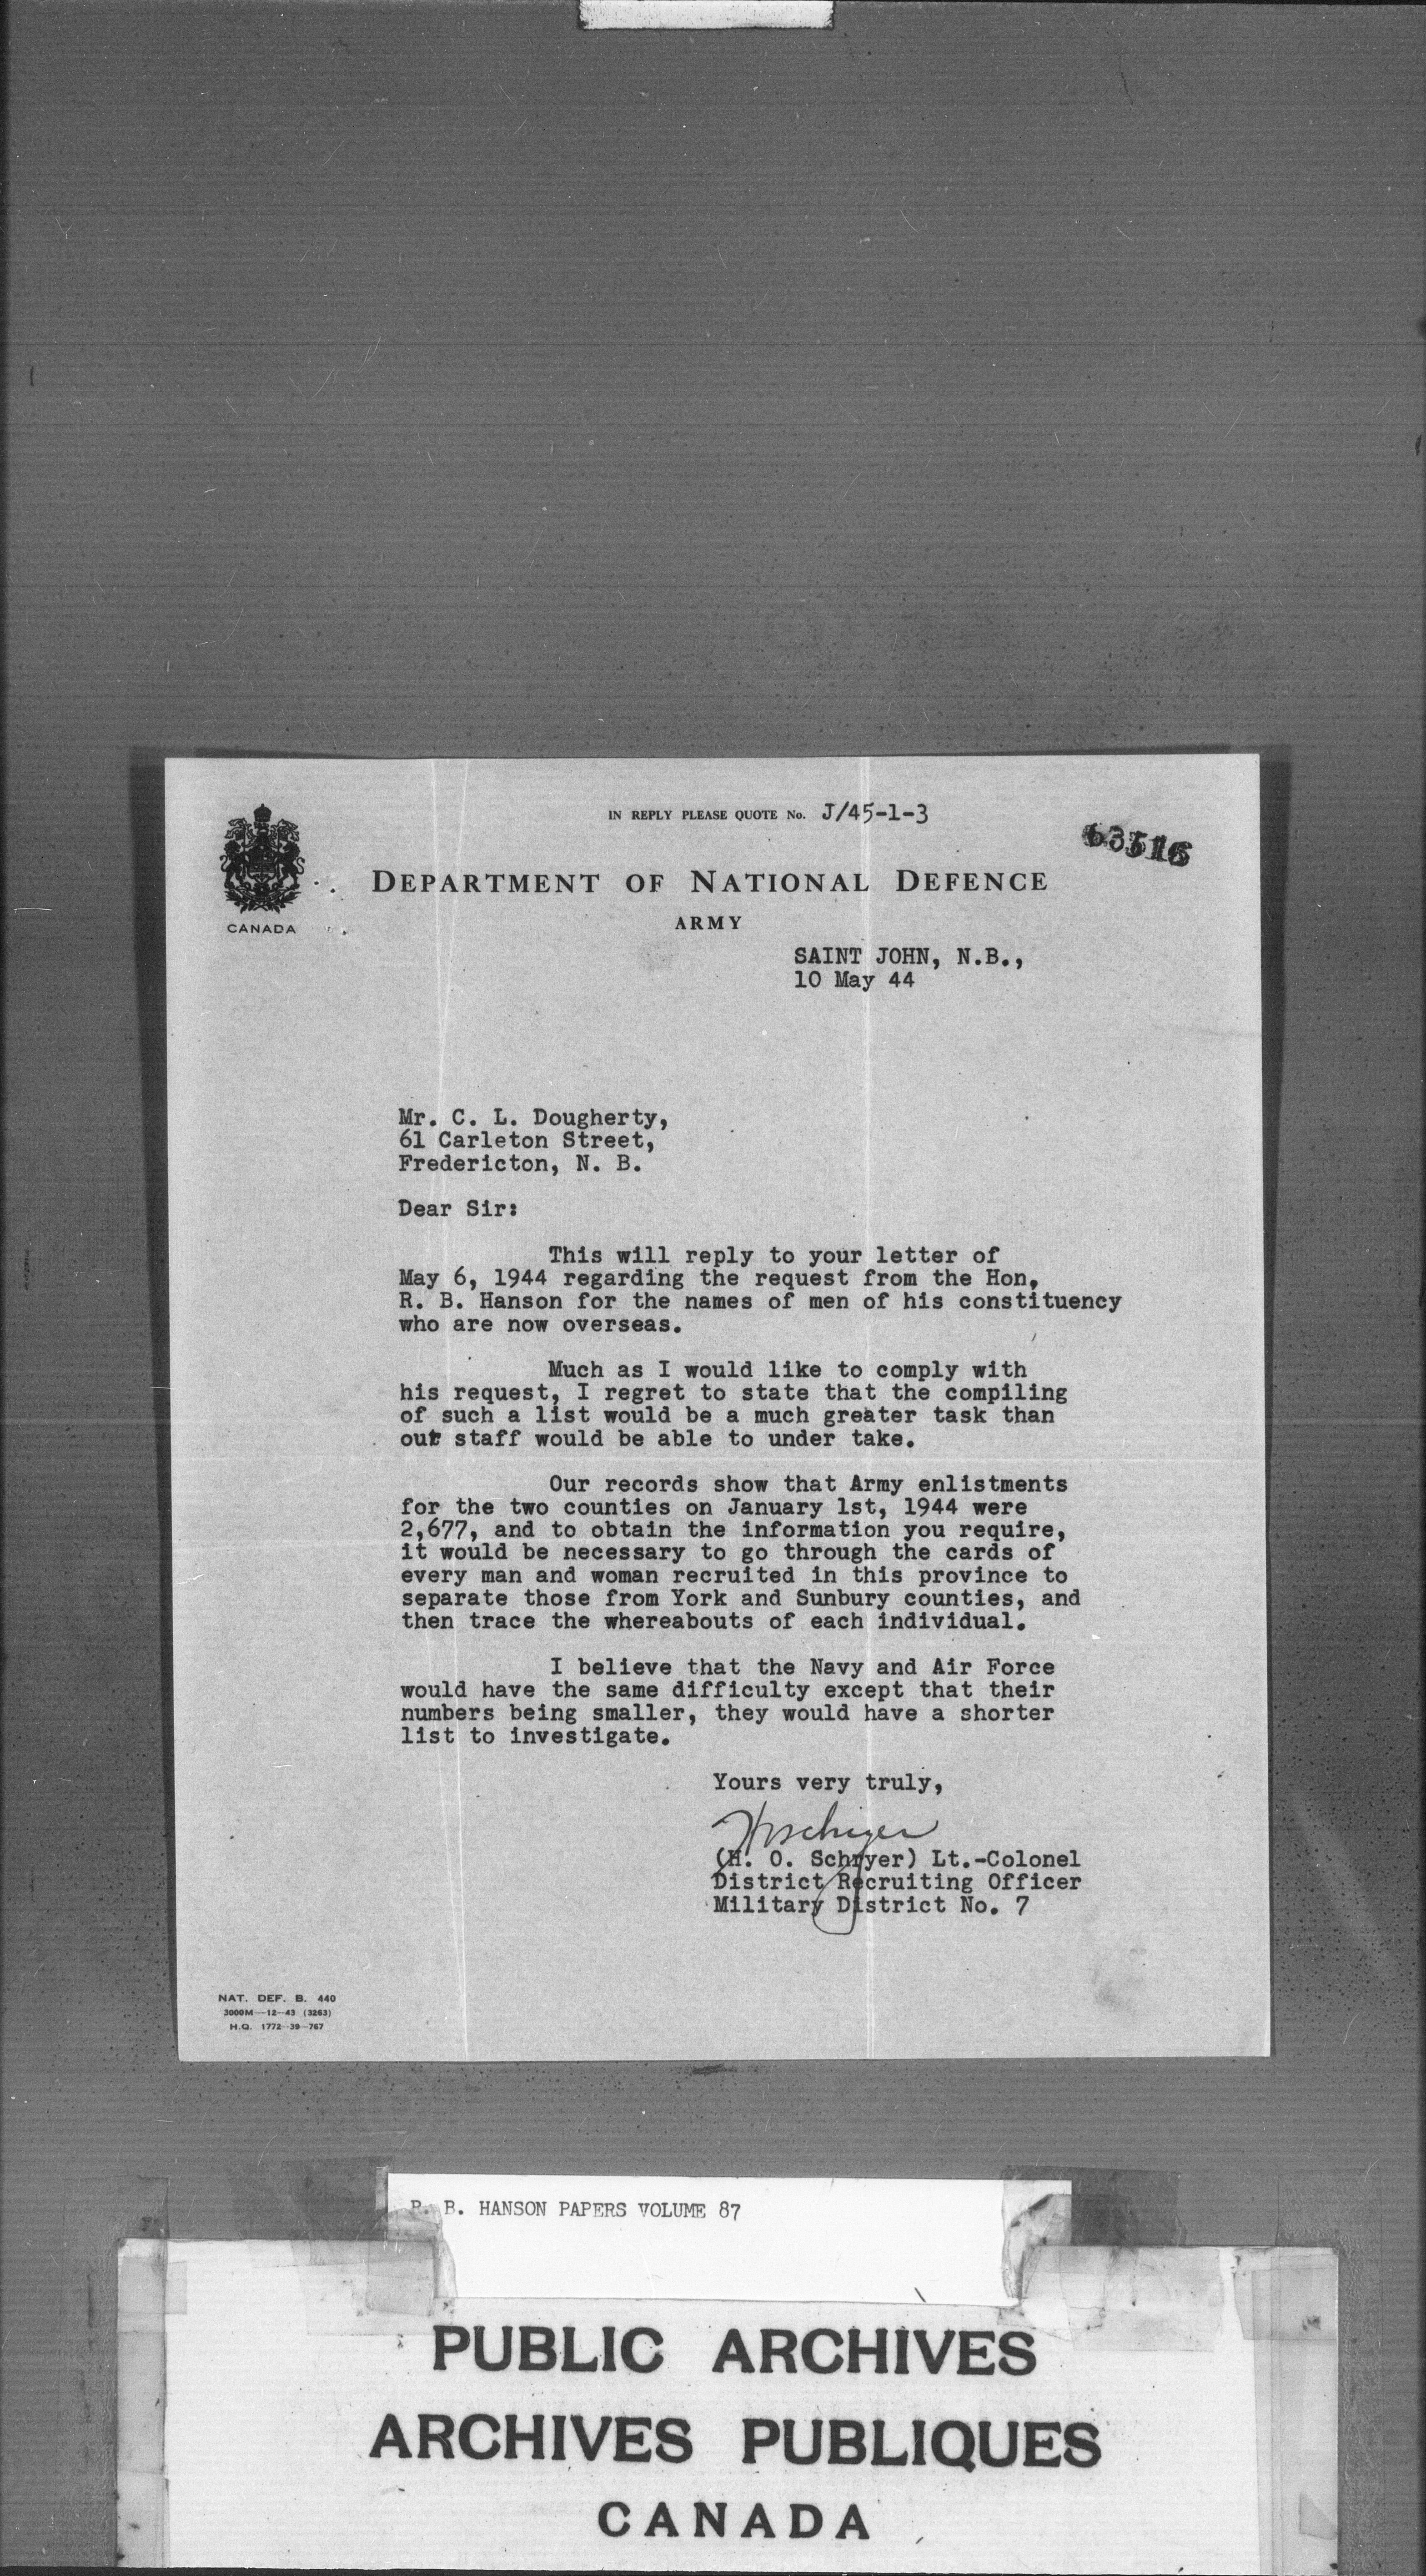 IN REPLY PLEASE QUOTE No. J/45-1-3
DEPARTMENT OF NATIONAL DEFENCE
ARMY
CANADA
SAINT JOHN, N.B.,
10 May 44
Mr. C. L. Dougherty,
61 Carleton Street,
Fredericton, N. B.
Dear Sir:
This will reply to your letter of
May 6, 1944 regarding the request from the Hon,
R. B. Hanson for the names of men of his constituency
who are now overseas.
Much as I would like to comply with
his request, I regret to state that the compiling
of such a list would be a much greater task than
our staff would be able to under take.
Our records show that Army enlistments
for the two counties on January 1st, 1944 were
2,677, and to obtain the information you require,
it would be necessary to go through the cards of
every man and woman recruited in this province to
separate those from York and Sunbury counties, and
then trace the whereabouts of each individual.
I believe that the Navy and Air Force
would have the same difficulty except that their
numbers being smaller, they would have a shorter
list to investigate.
Yours very truly,
(H. O. Schryer) Lt.-Colonel
District Recruiting Officer
Military District No. 7
NAT. DEF. B. 440
3000M—12-43 (3263)
H.Q. 1772-39-767
R. B. HANSON PAPERS VOLUME 87
PUBLIC ARCHIVES
ARCHIVES PUBLIQUES
CANADA